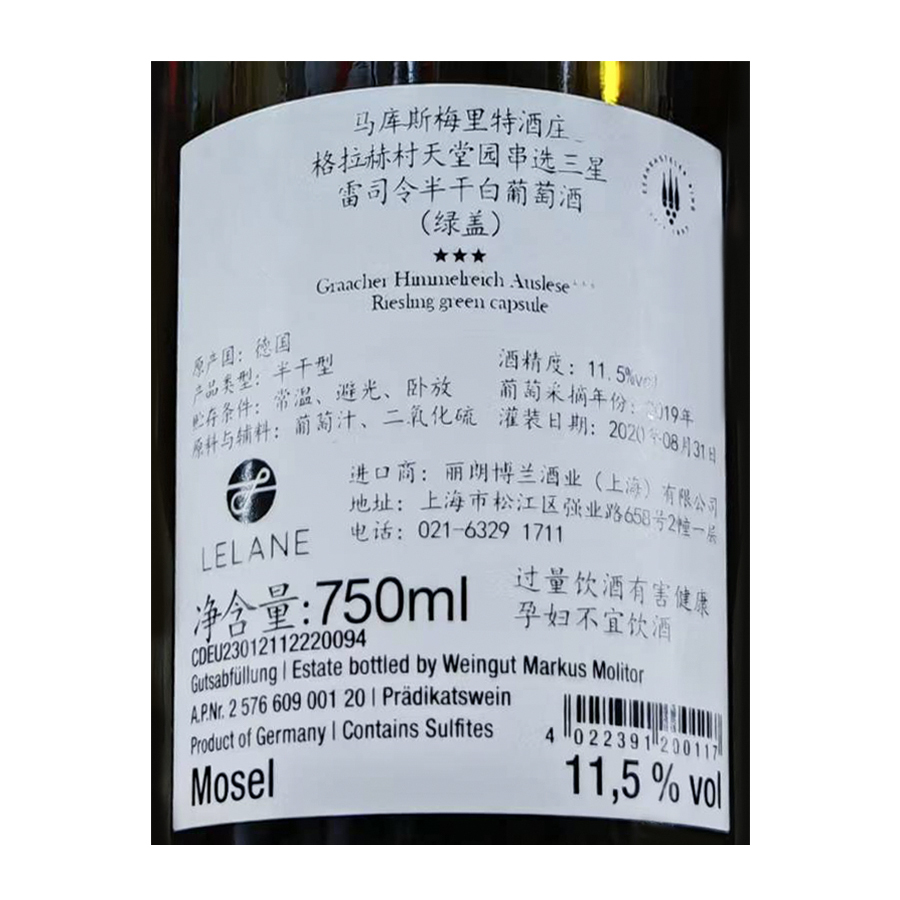 马库斯梅里特酒庄
格拉赫村天堂园串选三星
雷司令半干白葡萄酒
(绿盖)
★★★
Graacher Himmelreich Auslese***
Riesling green capsule
原产国: 德国
产品类型: 半干型
贮存条件: 常温、避光、卧放
原料与辅料: 葡萄汁、二氧化硫
酒精度: 11.5%vol
葡萄采摘年份: 2019年
灌装日期: 2020年08月31日
LELANE
进口商: 丽朗博兰酒业(上海)有限公司
地址: 上海市松江区强业路658号2幢一层
电话: 021-6329 1711
净含量:750ml
过量饮酒有害健康
孕妇不宜饮酒
CDEU23012112220094
Gutsabfüllung | Estate bottled by Weingut Markus Molitor
A.P.Nr. 2 576 609 001 20 | Prädikatswein
Product of Germany | Contains Sulfites
4 022391 200117
Mosel
11,5 % vol